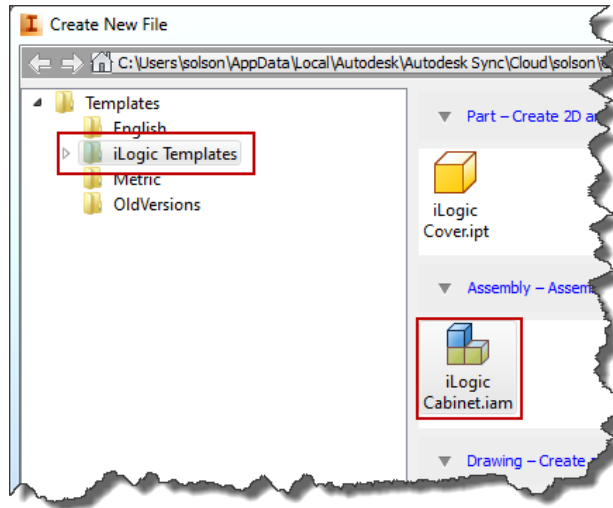 Create New File
C:\Users\solson\AppData\Local\Autodesk\Autodesk Sync\Cloud\solson\
Templates
English
iLogic Templates
Metric
OldVersions
Part – Create 2D
iLogic
Cover.ipt
Assembly – Assem
iLogic
Cabinet.iam
Drawing – Create